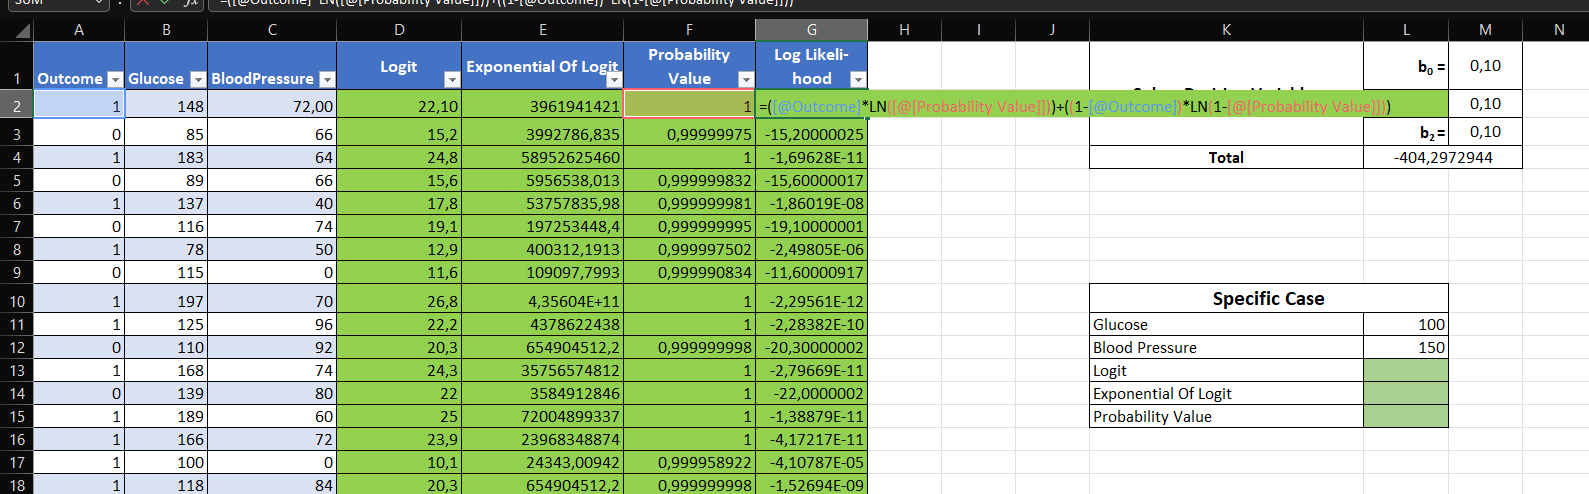 SUM
=([@Outcome]*LN([@[Probability Value]]))+((1-[@Outcome])*LN(1-[@[Probability Value]]))
A B C D E F G H I J K L M N
1 Outcome Glucose BloodPressure Logit Exponential Of Logit Probability Value Log Likeli-hood b0 = 0,10
2 1 148 72,00 22,10 3961941421 1 =([@Outcome]*LN([@[Probability Value]]))+((1-[@Outcome])*LN(1-[@[Probability Value]])) 0,10
3 0 85 66 15,2 3992786,835 0,99999975 -15,20000025 b2 = 0,10
4 1 183 64 24,8 58952625460 1 -1,69628E-11 Total -404,2972944
5 0 89 66 15,6 5956538,013 0,999999832 -15,60000017
6 1 137 40 17,8 53757835,98 0,999999981 -1,86019E-08
7 0 116 74 19,1 197253448,4 0,999999995 -19,10000001
8 1 78 50 12,9 400312,1913 0,999997502 -2,49805E-06
9 0 115 0 11,6 109097,7993 0,999990834 -11,60000917
10 1 197 70 26,8 4,35604E+11 1 -2,29561E-12 Specific Case
11 1 125 96 22,2 4378622438 1 -2,28382E-10 Glucose 100
12 0 110 92 20,3 654904512,2 0,999999998 -20,30000002 Blood Pressure 150
13 1 168 74 24,3 35756574812 1 -2,79669E-11 Logit
14 0 139 80 22 3584912846 1 -22,0000002 Exponential Of Logit
15 1 189 60 25 72004899337 1 -1,38879E-11 Probability Value
16 1 166 72 23,9 23968348874 1 -4,17217E-11
17 1 100 0 10,1 24343,00942 0,999958922 -4,10787E-05
18 1 118 84 20,3 654904512,2 0,999999998 -1,52694E-09